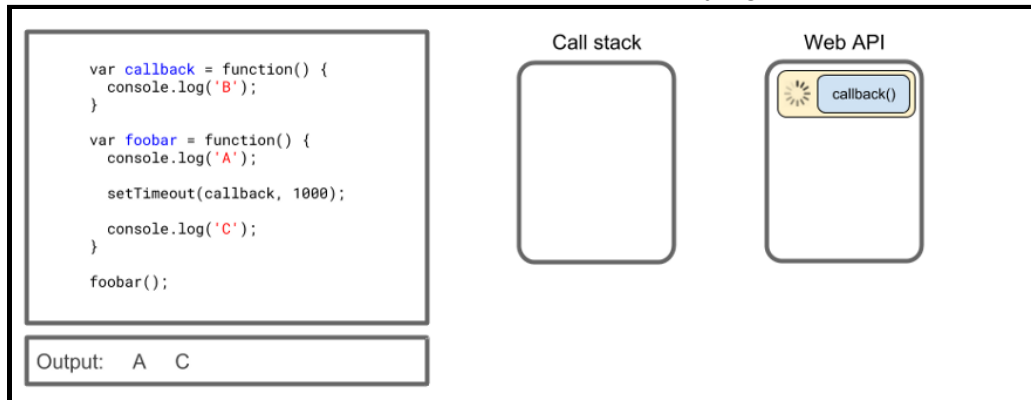 var callback = function() {
console.log('B');
}
var foobar = function() {
console.log('A');
setTimeout(callback, 1000);
console.log('C');
}
foobar();
Output: A C
Call stack
Web API
callback()